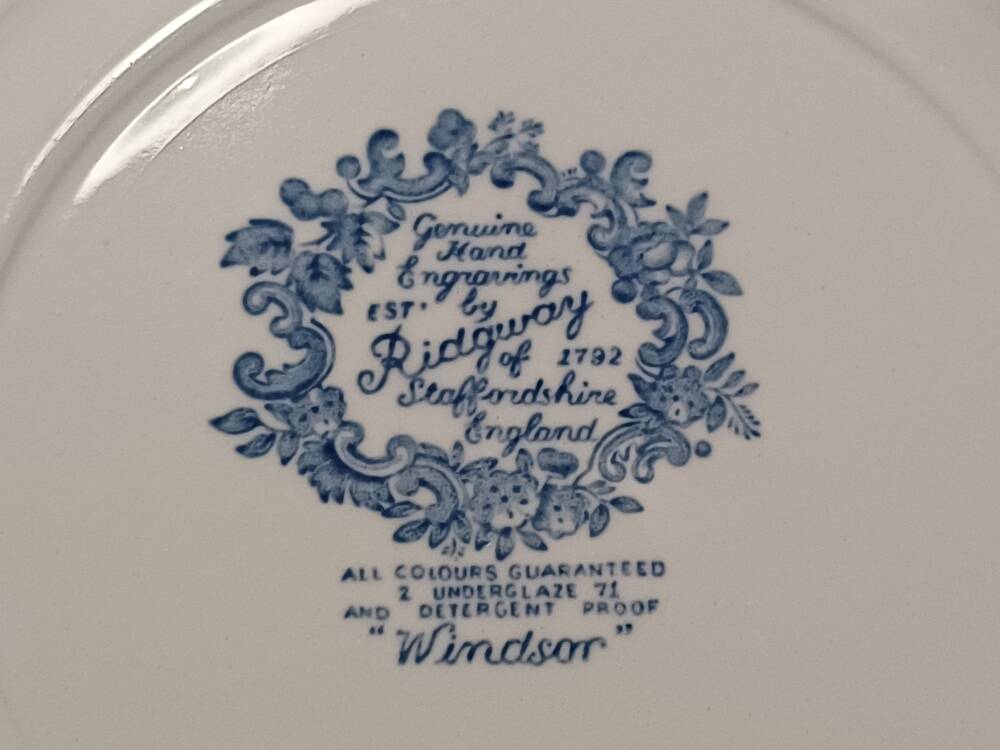 Genuine
Hand
Engravings
EST. by
Ridgway
of 1792
Staffordshire
England
ALL COLOURS GUARANTEED
2 UNDERGLAZE 71
AND DETERGENT PROOF
"Windsor"